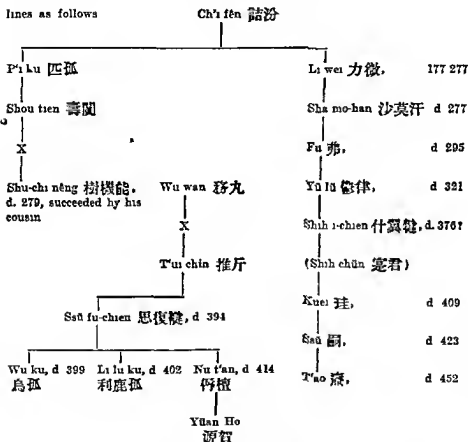 lines as follows Ch'i fên 詰汾
P'i ku 匹孤 Li wei 力微, 177 277
Shou tien 壽闐 Sha mo-han 沙莫汗 d 277
X Fu 弗, d 295
Shu-chi nêng 樹機能, Wu wan 務丸 Yü lü 鬱律, d 321
d. 279, succeeded by his
cousin X Shih i-chien 什翼犍, d. 376?
T'ui chin 推斤 (Shih chün 寔君)
Ssŭ fu-chien 思復鞬, d 394 Kuei 珪, d 409
Ssŭ 嗣, d 423
Wu ku, d 399 Li lu ku, d 402 Nu t'an, d 414 T'ao 燾, d 452
烏孤 利鹿孤 傉檀
Yüan Ho
源賀